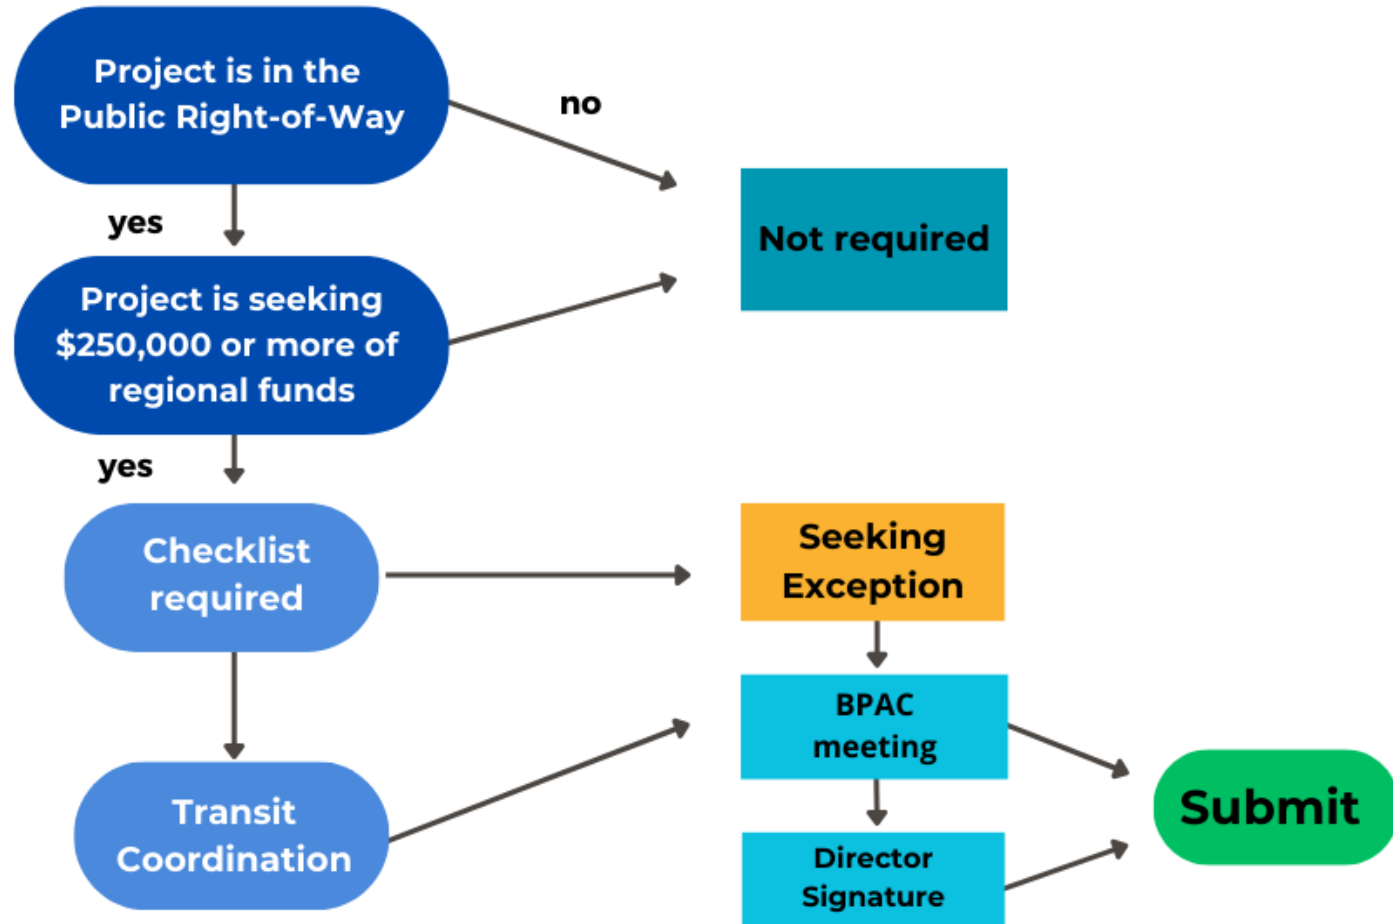 Project is in the
Public Right-of-Way
no
yes
Not required
Project is seeking
$250,000 or more of
regional funds
yes
Checklist
required
Seeking
Exception
BPAC
meeting
Transit
Coordination
Submit
Director
Signature